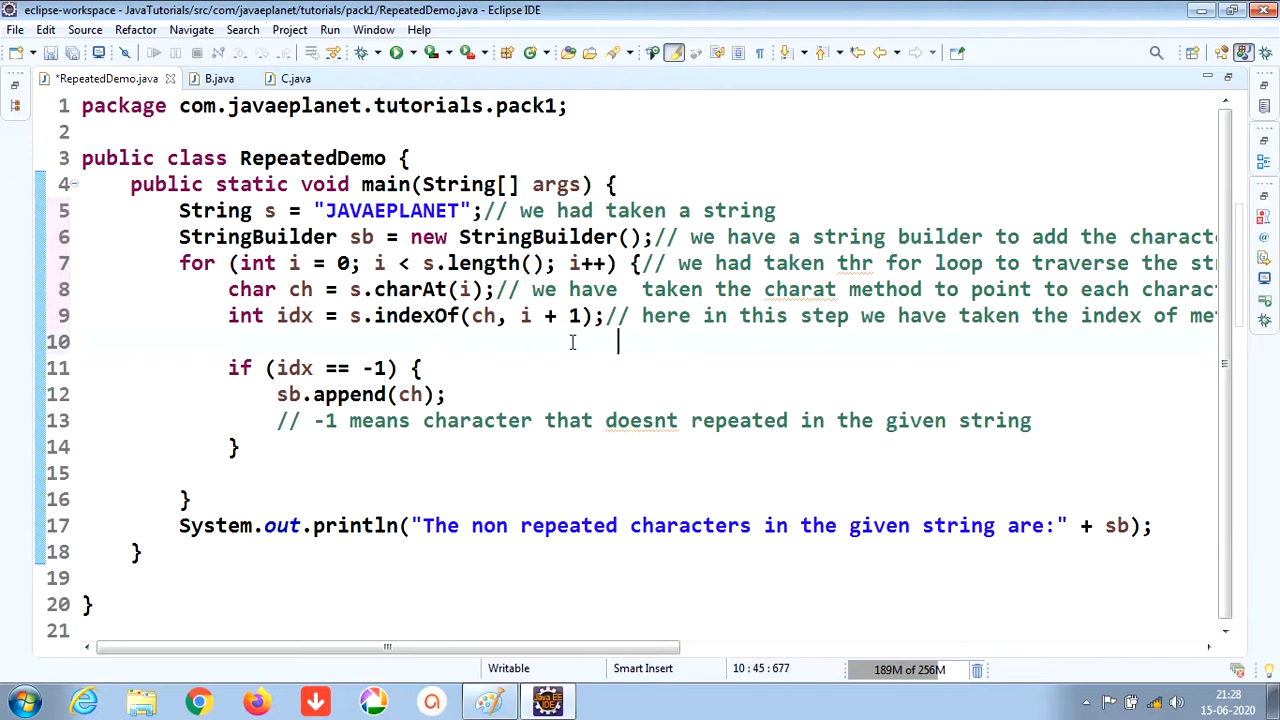 eclipse-workspace - JavaTutorials/src/com/javaeplanet/tutorials/pack1/RepeatedDemo.java - Eclipse IDE
File Edit Source Refactor Navigate Search Project Run Window Help
*RepeatedDemo.java B.java C.java
1 package com.javaeplanet.tutorials.pack1;
2
3 public class RepeatedDemo {
4 public static void main(String[] args) {
5 String s = "JAVAEPLANET";// we had taken a string
6 StringBuilder sb = new StringBuilder();// we have a string builder to add the characte
7 for (int i = 0; i < s.length(); i++) {// we had taken thr for loop to traverse the str
8 char ch = s.charAt(i);// we have  taken the charat method to point to each charac
9 int idx = s.indexOf(ch, i + 1);// here in this step we have taken the index of me
10
11 if (idx == -1) {
12 sb.append(ch);
13 // -1 means character that doesnt repeated in the given string
14 }
15
16 }
17 System.out.println("The non repeated characters in the given string are:" + sb);
18 }
19
20 }
21
Writable Smart Insert 10:45:677 189M of 256M
21:28
15-06-2020